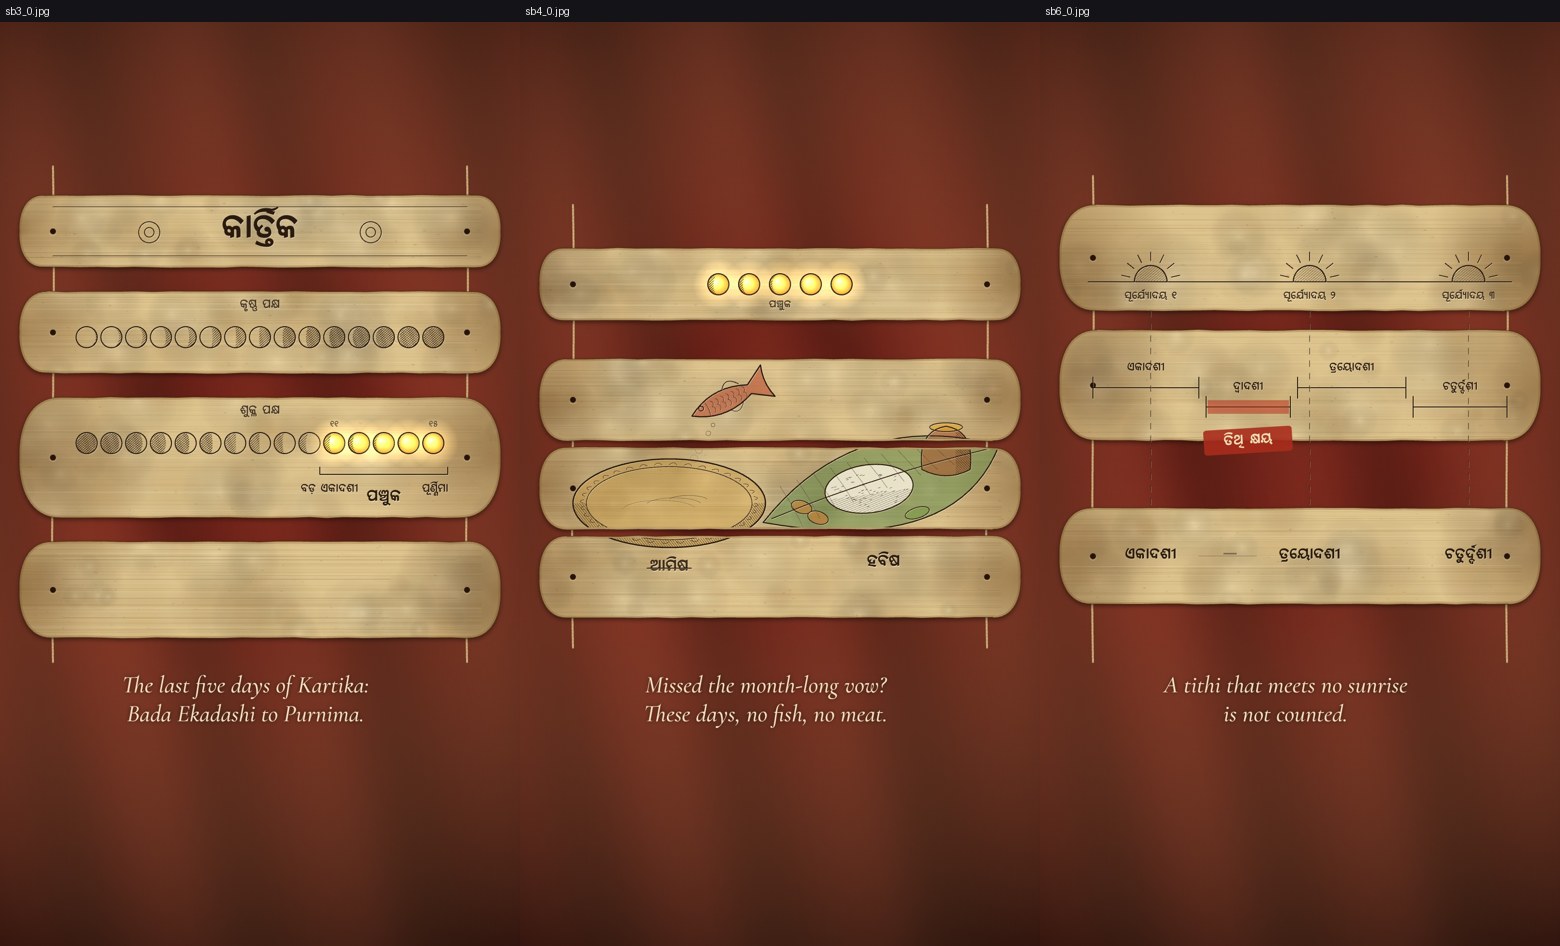 sb3_0.jpg
sb4_0.jpg
sb6_0.jpg
କାର୍ତ୍ତିକ
କୃଷ୍ଣ ପକ୍ଷ
ଶୁକ୍ଳ ପକ୍ଷ
୧୧ ୧୫
ବଡ଼ ଏକାଦଶୀ ପଞ୍ଚୁକ ପୂର୍ଣ୍ଣିମା
The last five days of Kartika:
Bada Ekadashi to Purnima.
ପଞ୍ଚୁକ
ଆମିଷ ହବିଷ
Missed the month-long vow?
These days, no fish, no meat.
ସୂର୍ଯ୍ୟୋଦୟ ୧ ସୂର୍ଯ୍ୟୋଦୟ ୨ ସୂର୍ଯ୍ୟୋଦୟ ୩
ଏକାଦଶୀ ତ୍ରୟୋଦଶୀ
ଦ୍ୱାଦଶୀ ଚତୁର୍ଦ୍ଦଶୀ
ତିଥି କ୍ଷୟ
ଏକାଦଶୀ — ତ୍ରୟୋଦଶୀ ଚତୁର୍ଦ୍ଦଶୀ
A tithi that meets no sunrise
is not counted.